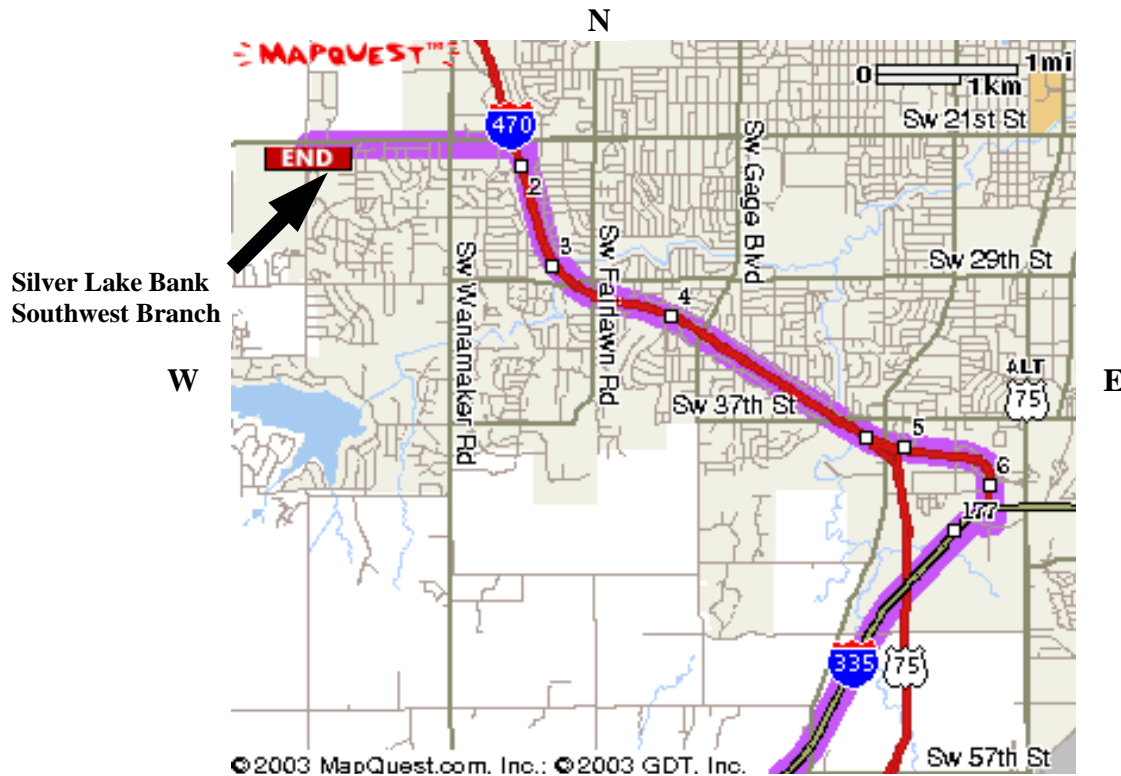 N
MAPQUEST™
0 1mi
1km
470
Sw 21st St
END
2
Sw Gage Blvd
3
Sw Wanamaker Rd
Sw Fairlawn Rd
Sw 29th St
Silver Lake Bank
Southwest Branch
4
W
ALT
75
E
Sw 37th St
5
6
177
335
75
©2003 MapQuest.com, Inc.; ©2003 GDT, Inc.
Sw 57th St